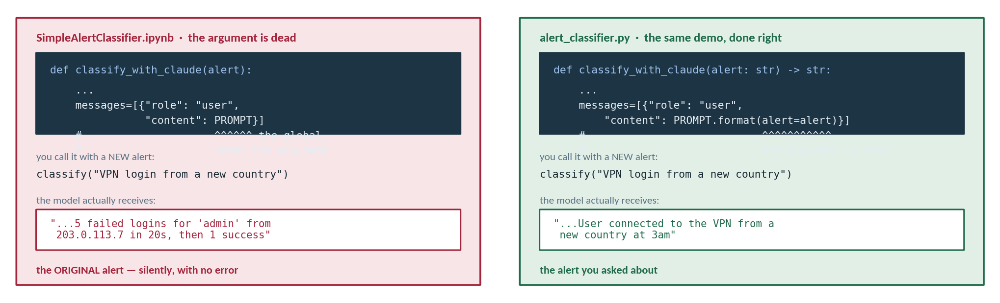 SimpleAlertClassifier.ipynb · the argument is dead
def classify_with_claude(alert):
...
messages=[{"role": "user",
"content": PROMPT}]
# ^^^^^^ the global,
# never the argument
you call it with a NEW alert:
classify("VPN login from a new country")
the model actually receives:
"...5 failed logins for 'admin' from
203.0.113.7 in 20s, then 1 success"
the ORIGINAL alert — silently, with no error
alert_classifier.py · the same demo, done right
def classify_with_claude(alert: str) -> str:
...
messages=[{"role": "user",
"content": PROMPT.format(alert=alert)}]
# ^^^^^^^^^^^
#
you call it with a NEW alert:
classify("VPN login from a new country")
the model actually receives:
"...User connected to the VPN from a
new country at 3am"
the alert you asked about